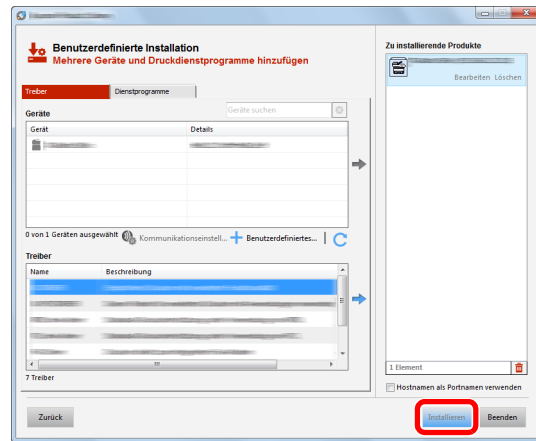 Benutzerdefinierte Installation
Mehrere Geräte und Druckdienstprogramme hinzufügen
Zu installierende Produkte
Bearbeiten Löschen
Treiber
Dienstprogramme
Geräte
Geräte suchen
Gerät
Details
0 von 1 Geräten ausgewählt
Kommunikationseinstell...
Benutzerdefiniertes...
Treiber
Name
Beschreibung
7 Treiber
1 Element
Hostnamen als Portnamen verwenden
Zurück
Installieren
Beenden